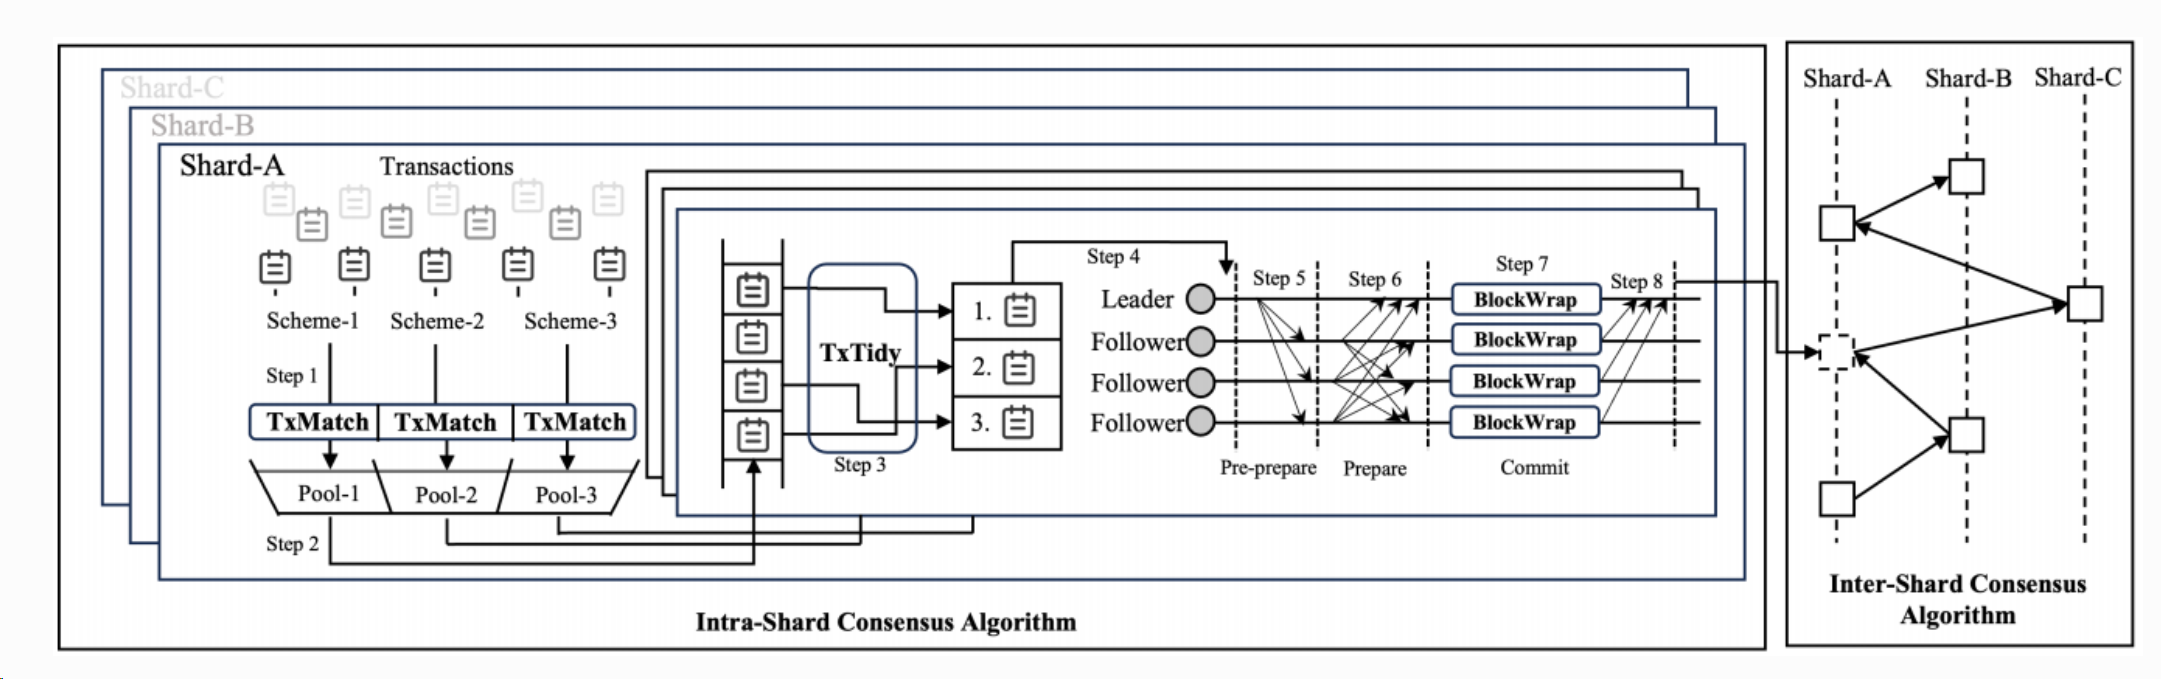 Shard-C
Shard-B
Shard-A
Transactions
Scheme-1 Scheme-2 Scheme-3
Step 1
TxMatch TxMatch TxMatch
Pool-1 Pool-2 Pool-3
Step 2
TxTidy
Step 3
1.
2.
3.
Step 4
Leader
Follower
Follower
Follower
Step 5
Step 6
Step 7
Step 8
BlockWrap
BlockWrap
BlockWrap
BlockWrap
Pre-prepare Prepare Commit
Intra-Shard Consensus Algorithm
Shard-A Shard-B Shard-C
Inter-Shard Consensus
Algorithm